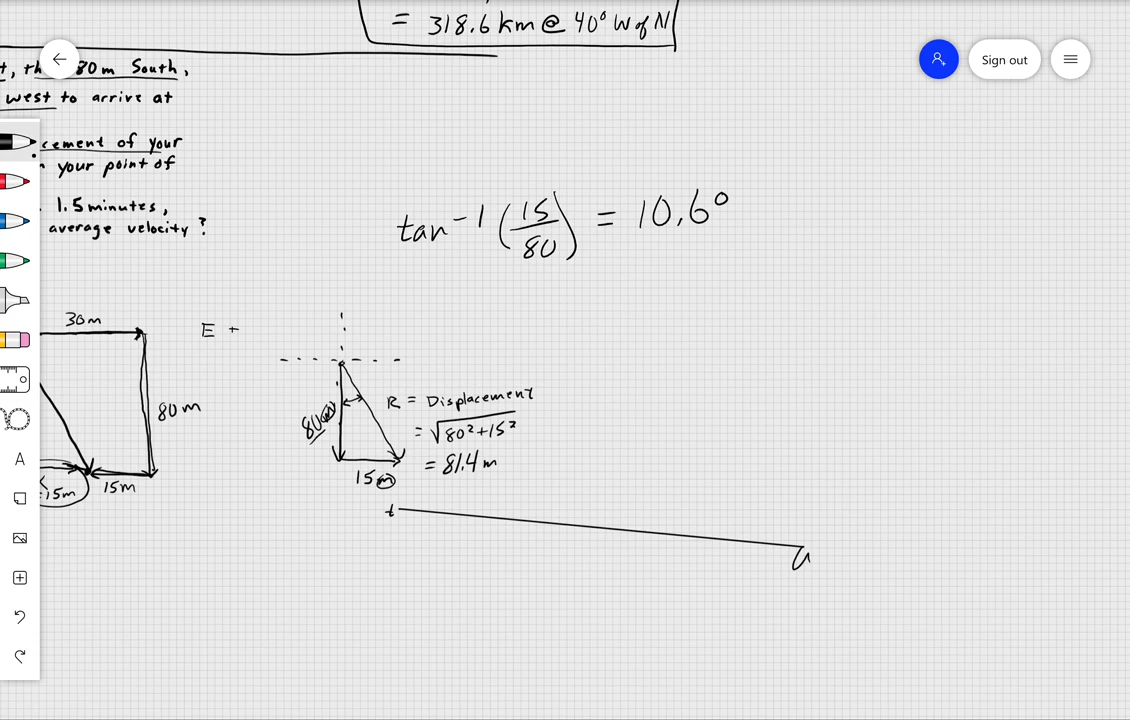 = 318.6 km @ 40° W of N
t, th 80 m South,
west to arrive at
cement of your
your point of
1.5 minutes,
average velocity?
Sign out
tan⁻¹ (15/80) = 10.6°
30m
E +
80m
15m
15m
80m
R = Displacement
= √80²+15²
= 81.4 m
15m
t
A